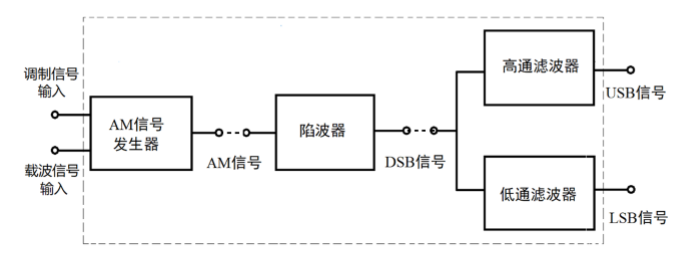 调制信号
输入
载波信号
输入
AM信号
发生器
AM信号
陷波器
DSB信号
高通滤波器
USB信号
低通滤波器
LSB信号